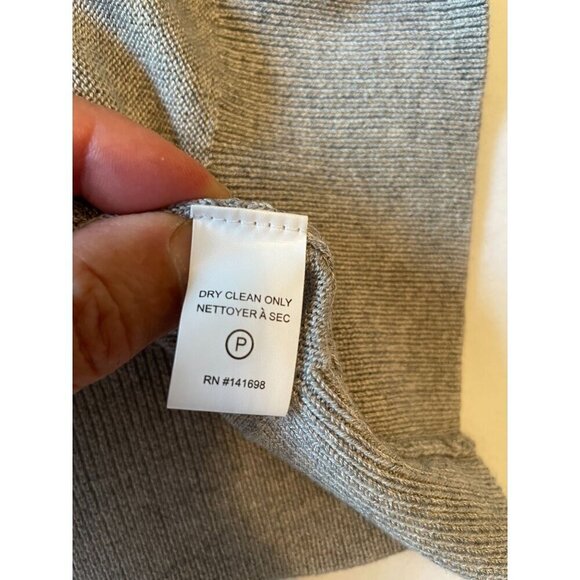 DRY CLEAN ONLY
NETTOYER À SEC
P
RN #141698